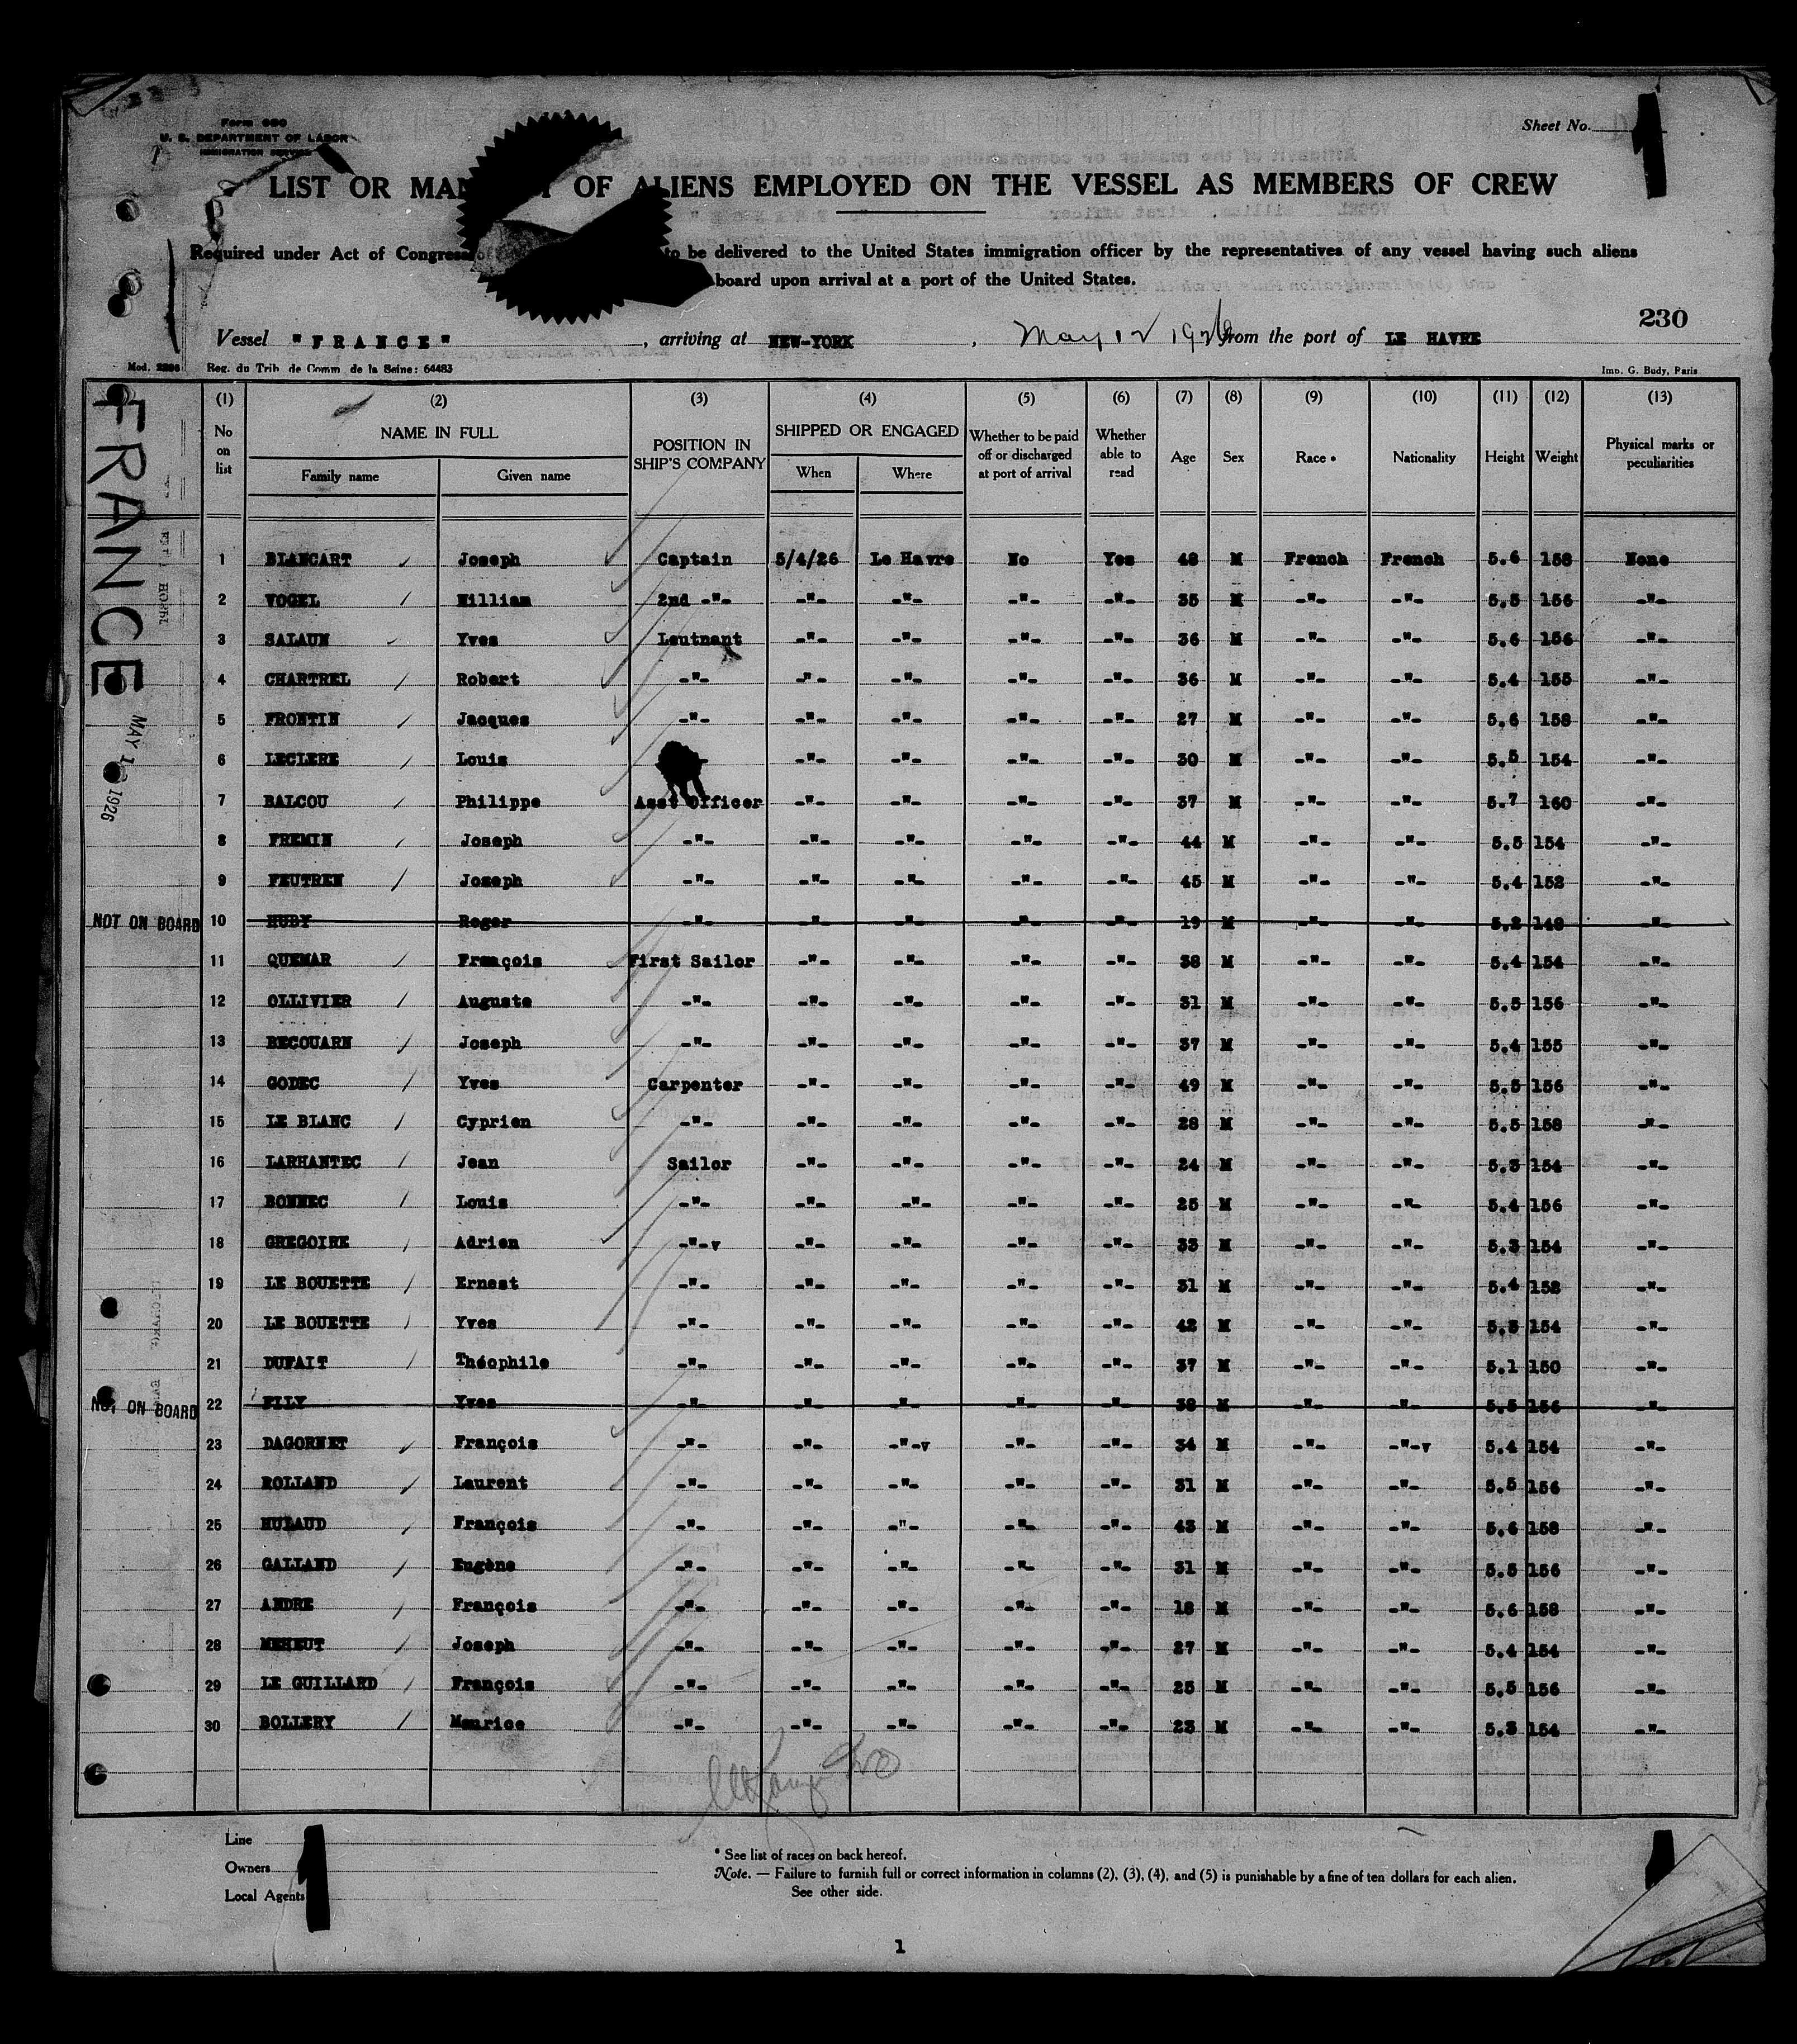 Form 680
U. S. DEPARTMENT OF LABOR
IMMIGRATION SERVICE
Sheet No. 1
LIST OR MAN OF ALIENS EMPLOYED ON THE VESSEL AS MEMBERS OF CREW
Required under Act of Congress to be delivered to the United States immigration officer by the representatives of any vessel having such aliens
board upon arrival at a port of the United States.
230
Vessel "FRANCE", arriving at NEW-YORK, May 12 1926 from the port of LE HAVRE
Mod. 2286 Reg. du Trib. de Comm. de la Seine: 64483 Imp. G. Budy, Paris
FRANCE
MAY 12 1926
(1) (2) (3) (4) (5) (6) (7) (8) (9) (10) (11) (12) (13)
No on list NAME IN FULL POSITION IN SHIP'S COMPANY SHIPPED OR ENGAGED Whether to be paid off or discharged at port of arrival Whether able to read Age Sex Race * Nationality Height Weight Physical marks or peculiarities
Family name Given name When Where
1 BLANCART Joseph Captain 5/4/26 Le Havre No Yes 48 M French French 5.6 158 None
2 VOGEL William 2nd -"- -"- -"- -"- -"- 35 M -"- -"- 5.5 156 -"-
3 SALAUN Yves Leutnant -"- -"- -"- -"- 36 M -"- -"- 5.6 156 -"-
4 CHARTREL Robert -"- -"- -"- -"- -"- 36 M -"- -"- 5.4 155 -"-
5 FRONTIN Jacques -"- -"- -"- -"- -"- 27 M -"- -"- 5.6 158 -"-
6 LECLERE Louis -"- -"- -"- -"- 30 M -"- -"- 5.5 154 -"-
7 BALCOU Philippe Asst Officer -"- -"- -"- -"- 37 M -"- -"- 5.7 160 -"-
8 FREMIN Joseph -"- -"- -"- -"- -"- 44 M -"- -"- 5.5 154 -"-
9 FEUTREN Joseph -"- -"- -"- -"- -"- 45 M -"- -"- 5.4 152 -"-
NOT ON BOARD 10 HUBY Roger -"- -"- -"- -"- -"- 19 M -"- -"- 5.2 148 -"-
11 QUEMAR François First Sailor -"- -"- -"- -"- 38 M -"- -"- 5.4 154 -"-
12 OLLIVIER Auguste -"- -"- -"- -"- -"- 31 M -"- -"- 5.5 156 -"-
13 BECOUARN Joseph -"- -"- -"- -"- -"- 37 M -"- -"- 5.4 155 -"-
14 GODEC Yves Carpenter -"- -"- -"- -"- 49 M -"- -"- 5.5 156 -"-
15 LE BLANC Cyprien -"- -"- -"- -"- -"- 28 M -"- -"- 5.5 158 -"-
16 LARHANTEC Jean Sailor -"- -"- -"- -"- 24 M -"- -"- 5.3 154 -"-
17 BONNEC Louis -"- -"- -"- -"- -"- 25 M -"- -"- 5.4 156 -"-
18 GREGOIRE Adrien -"-v -"- -"- -"- -"- 33 M -"- -"- 5.3 154 -"-
19 LE BOUETTE Ernest -"- -"- -"- -"- -"- 31 M -"- -"- 5.4 152 -"-
20 LE BOUETTE Yves -"- -"- -"- -"- -"- 42 M -"- -"- 5.3 154 -"-
21 DUFAIT Théophile -"- -"- -"- -"- -"- 37 M -"- -"- 5.1 150 -"-
NOT ON BOARD 22 FILY Yves -"- -"- -"- -"- -"- 38 M -"- -"- 5.5 156 -"-
23 DAGORNET François -"- -"- -"-v -"- -"- 34 M -"- -"-v 5.4 154 -"-
24 ROLLAND Laurent -"- -"- -"- -"- -"- 31 M -"- -"- 5.5 156 -"-
25 HULAUD François -"- -"- -"- -"- -"- 43 M -"- -"- 5.6 158 -"-
26 GALLAND Eugène -"- -"- -"- -"- -"- 31 M -"- -"- 5.5 156 -"-
27 ANDRE François -"- -"- -"- -"- -"- 18 M -"- -"- 5.6 158 -"-
28 MEHEUT Joseph -"- -"- -"- -"- -"- 27 M -"- -"- 5.4 154 -"-
29 LE GUILLARD François -"- -"- -"- -"- -"- 25 M -"- -"- 5.5 156 -"-
30 BOLLERY Maurice -"- -"- -"- -"- -"- 23 M -"- -"- 5.3 154 -"-
Line
Owners
Local Agents
* See list of races on back hereof.
Note. — Failure to furnish full or correct information in columns (2), (3), (4), and (5) is punishable by a fine of ten dollars for each alien.
See other side.
1